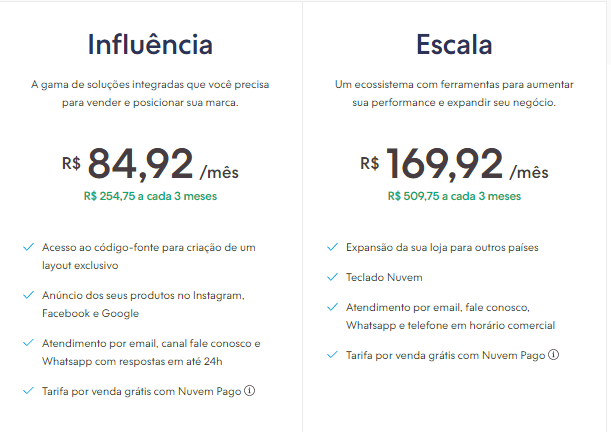 Influência
A gama de soluções integradas que você precisa
para vender e posicionar sua marca.
R$ 84,92 /mês
R$ 254,75 a cada 3 meses
Acesso ao código-fonte para criação de um
layout exclusivo
Anúncio dos seus produtos no Instagram,
Facebook e Google
Atendimento por email, canal fale conosco e
Whatsapp com respostas em até 24h
Tarifa por venda grátis com Nuvem Pago
Escala
Um ecossistema com ferramentas para aumentar
sua performance e expandir seu negócio.
R$ 169,92 /mês
R$ 509,75 a cada 3 meses
Expansão da sua loja para outros países
Teclado Nuvem
Atendimento por email, fale conosco,
Whatsapp e telefone em horário comercial
Tarifa por venda grátis com Nuvem Pago